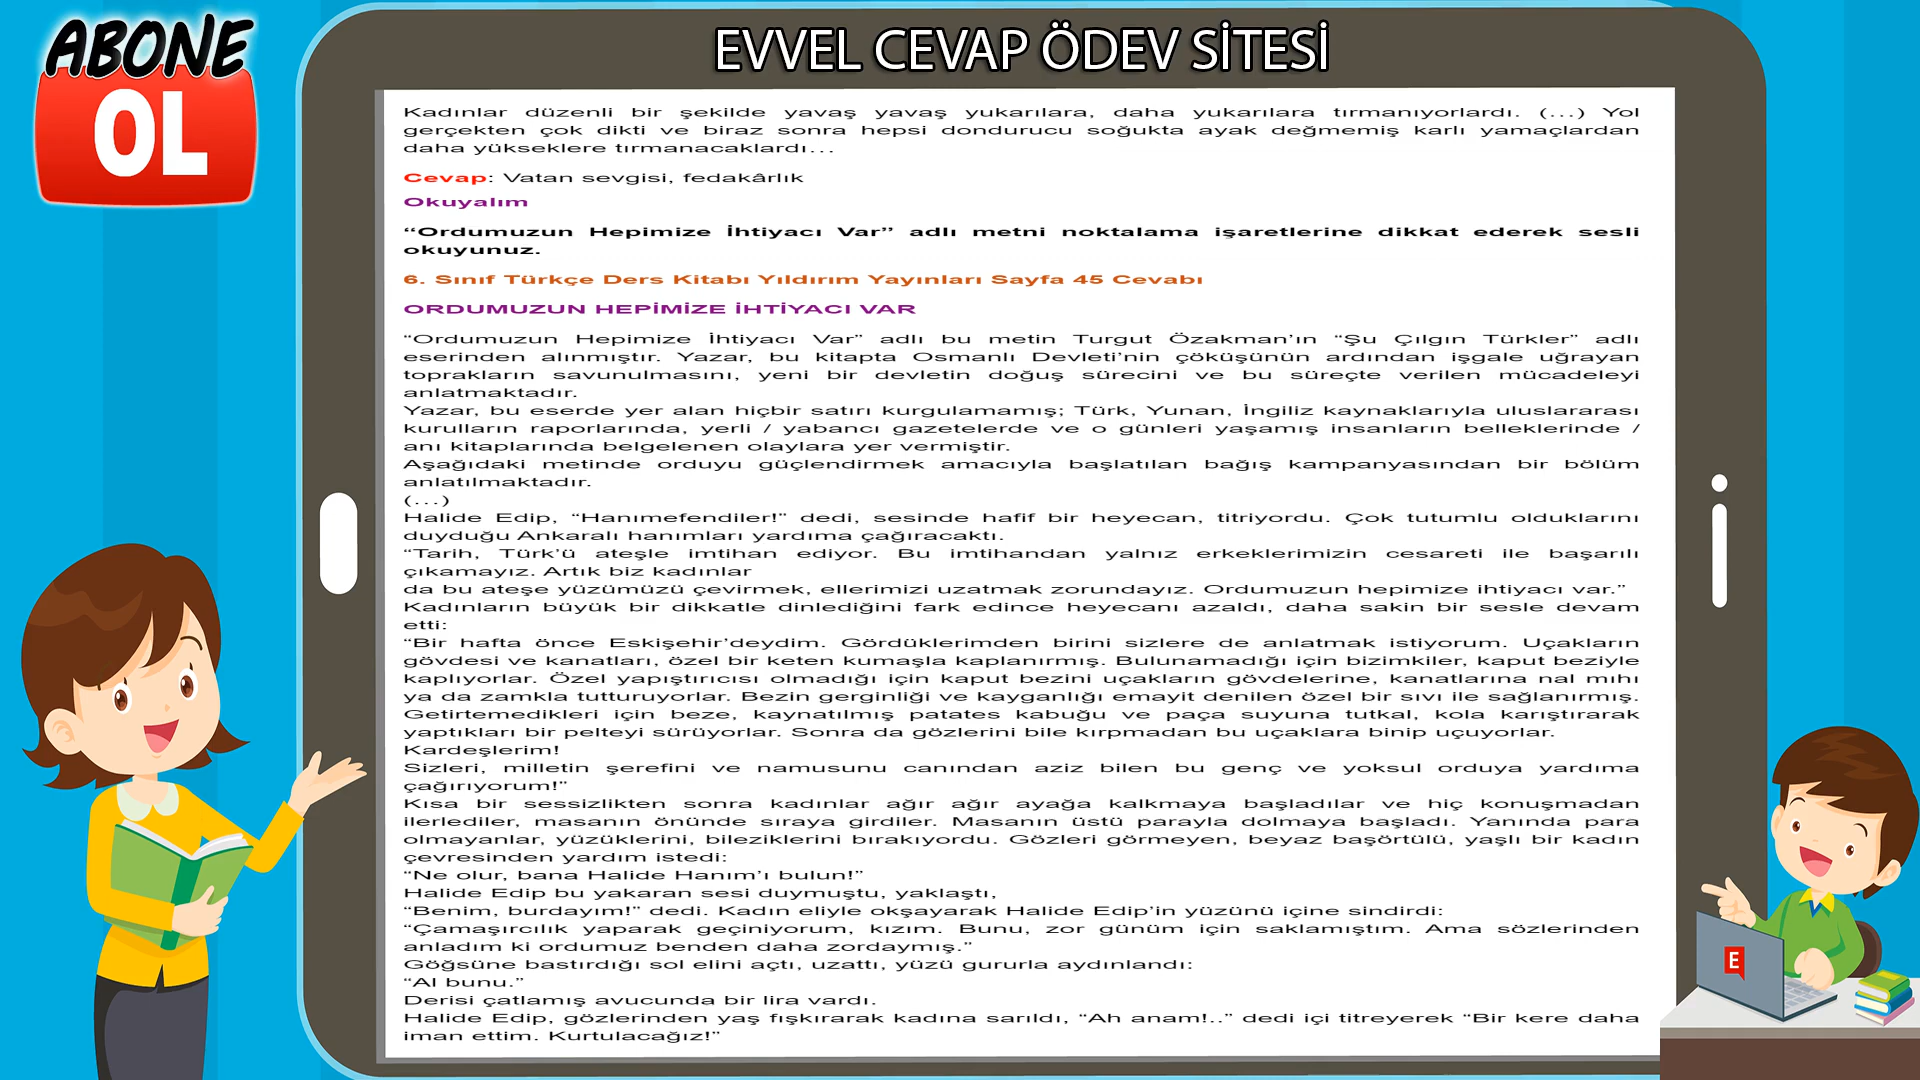 ABONE
OL
EVVEL CEVAP ÖDEV SİTESİ
Kadınlar düzenli bir şekilde yavaş yavaş yukarılara, daha yukarılara tırmanıyorlardı. (...) Yol
gerçekten çok dikti ve biraz sonra hepsi dondurucu soğukta ayak değmemiş karlı yamaçlardan
daha yükseklere tırmanacaklardı...
Cevap: Vatan sevgisi, fedakârlık
Okuyalım
“Ordumuzun Hepimize İhtiyacı Var” adlı metni noktalama işaretlerine dikkat ederek sesli
okuyunuz.
6. Sınıf Türkçe Ders Kitabı Yıldırım Yayınları Sayfa 45 Cevabı
ORDUMUZUN HEPİMİZE İHTİYACI VAR
“Ordumuzun Hepimize İhtiyacı Var” adlı bu metin Turgut Özakman’ın “Şu Çılgın Türkler” adlı
eserinden alınmıştır. Yazar, bu kitapta Osmanlı Devleti’nin çöküşünün ardından işgale uğrayan
toprakların savunulmasını, yeni bir devletin doğuş sürecini ve bu süreçte verilen mücadeleyi
anlatmaktadır.
Yazar, bu eserde yer alan hiçbir satırı kurgulamamış; Türk, Yunan, İngiliz kaynaklarıyla uluslararası
kurulların raporlarında, yerli / yabancı gazetelerde ve o günleri yaşamış insanların belleklerinde /
anı kitaplarında belgelenen olaylara yer vermiştir.
Aşağıdaki metinde orduyu güçlendirmek amacıyla başlatılan bağış kampanyasından bir bölüm
anlatılmaktadır.
(...)
Halide Edip, “Hanımefendiler!” dedi, sesinde hafif bir heyecan, titriyordu. Çok tutumlu olduklarını
duyduğu Ankaralı hanımları yardıma çağıracaktı.
“Tarih, Türk’ü ateşle imtihan ediyor. Bu imtihandan yalnız erkeklerimizin cesareti ile başarılı
çıkamayız. Artık biz kadınlar
da bu ateşe yüzümüzü çevirmek, ellerimizi uzatmak zorundayız. Ordumuzun hepimize ihtiyacı var.”
Kadınların büyük bir dikkatle dinlediğini fark edince heyecanı azaldı, daha sakin bir sesle devam
etti:
“Bir hafta önce Eskişehir’deydim. Gördüklerimden birini sizlere de anlatmak istiyorum. Uçakların
gövdesi ve kanatları, özel bir keten kumaşla kaplanırmış. Bulunamadığı için bizimkiler, kaput beziyle
kaplıyorlar. Özel yapıştırıcısı olmadığı için kaput bezini uçakların gövdelerine, kanatlarına nal mıhı
ya da zamkla tutturuyorlar. Bezin gerginliği ve kayganlığı emayit denilen özel bir sıvı ile sağlanırmış.
Getirtemedikleri için beze, kaynatılmış patates kabuğu ve paça suyuna tutkal, kola karıştırarak
yaptıkları bir pelteyi sürüyorlar. Sonra da gözlerini bile kırpmadan bu uçaklara binip uçuyorlar.
Kardeşlerim!
Sizleri, milletin şerefini ve namusunu canından aziz bilen bu genç ve yoksul orduya yardıma
çağırıyorum!”
Kısa bir sessizlikten sonra kadınlar ağır ağır ayağa kalkmaya başladılar ve hiç konuşmadan
ilerlediler, masanın önünde sıraya girdiler. Masanın üstü parayla dolmaya başladı. Yanında para
olmayanlar, yüzüklerini, bileziklerini bırakıyordu. Gözleri görmeyen, beyaz başörtülü, yaşlı bir kadın
çevresinden yardım istedi:
“Ne olur, bana Halide Hanım’ı bulun!”
Halide Edip bu yakaran sesi duymuştu, yaklaştı,
“Benim, burdayım!” dedi. Kadın eliyle okşayarak Halide Edip’in yüzünü içine sindirdi:
“Çamaşırcılık yaparak geçiniyorum, kızım. Bunu, zor günüm için saklamıştım. Ama sözlerinden
anladım ki ordumuz benden daha zordaymış.”
Göğsüne bastırdığı sol elini açtı, uzattı, yüzü gururla aydınlandı:
“Al bunu.”
Derisi çatlamış avucunda bir lira vardı.
Halide Edip, gözlerinden yaş fışkırarak kadına sarıldı, “Ah anam!..” dedi içi titreyerek “Bir kere daha
iman ettim. Kurtulacağız!”
E